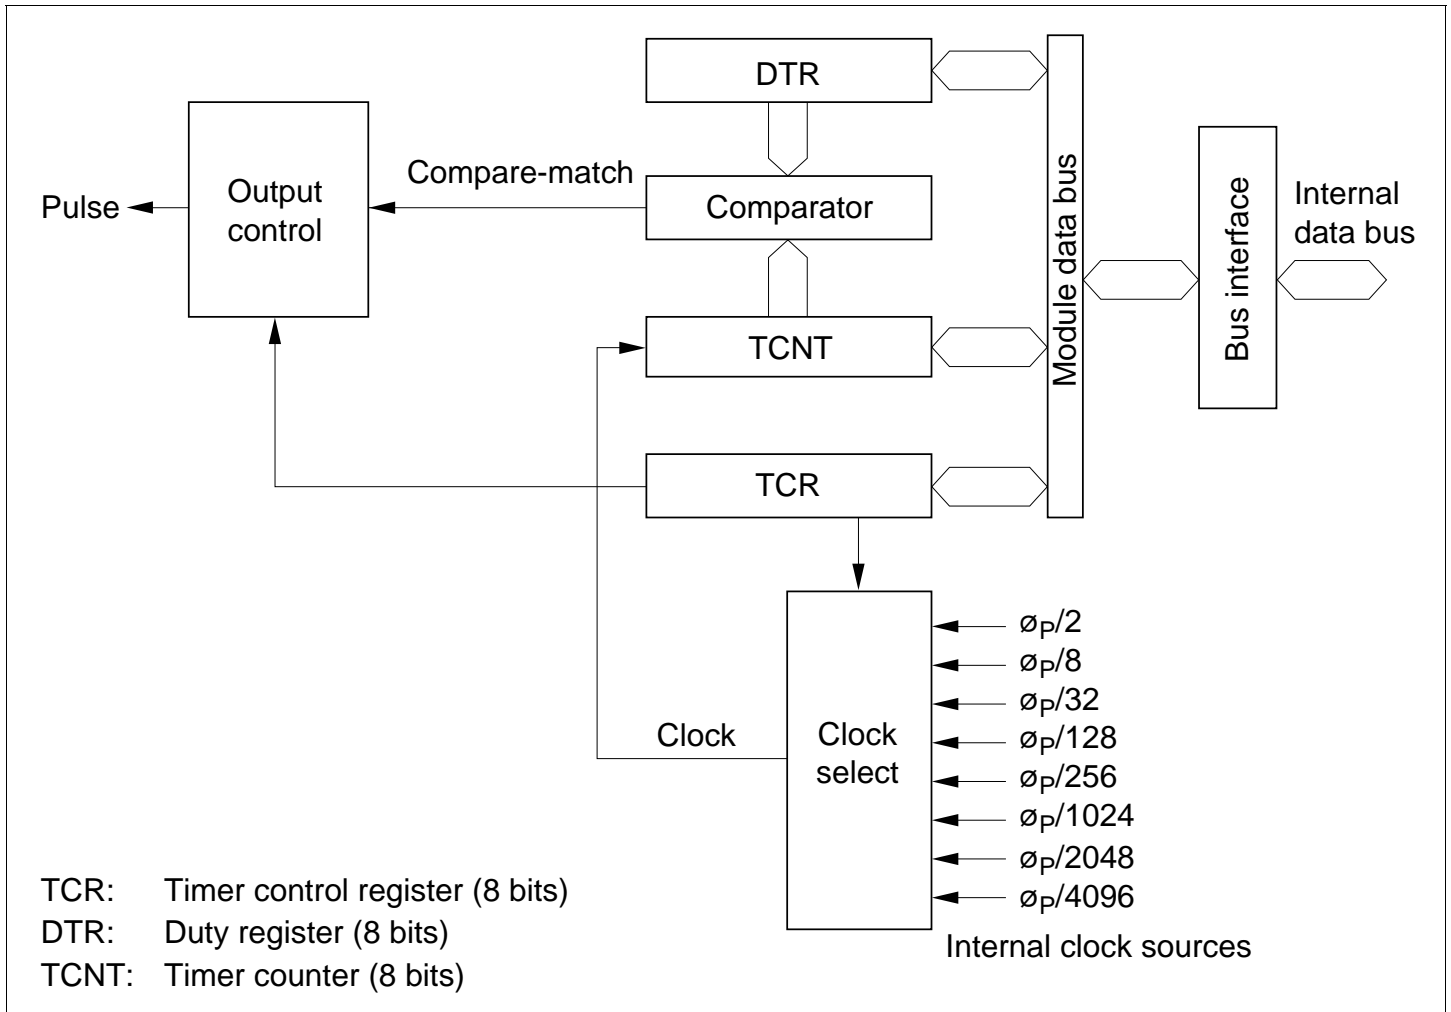 DTR
Output
control
Compare-match
Pulse
Comparator
Module data bus
Bus interface
Internal
data bus
TCNT
TCR
Clock
Clock
select
øP/2
øP/8
øP/32
øP/128
øP/256
øP/1024
øP/2048
øP/4096
Internal clock sources
TCR: Timer control register (8 bits)
DTR: Duty register (8 bits)
TCNT: Timer counter (8 bits)